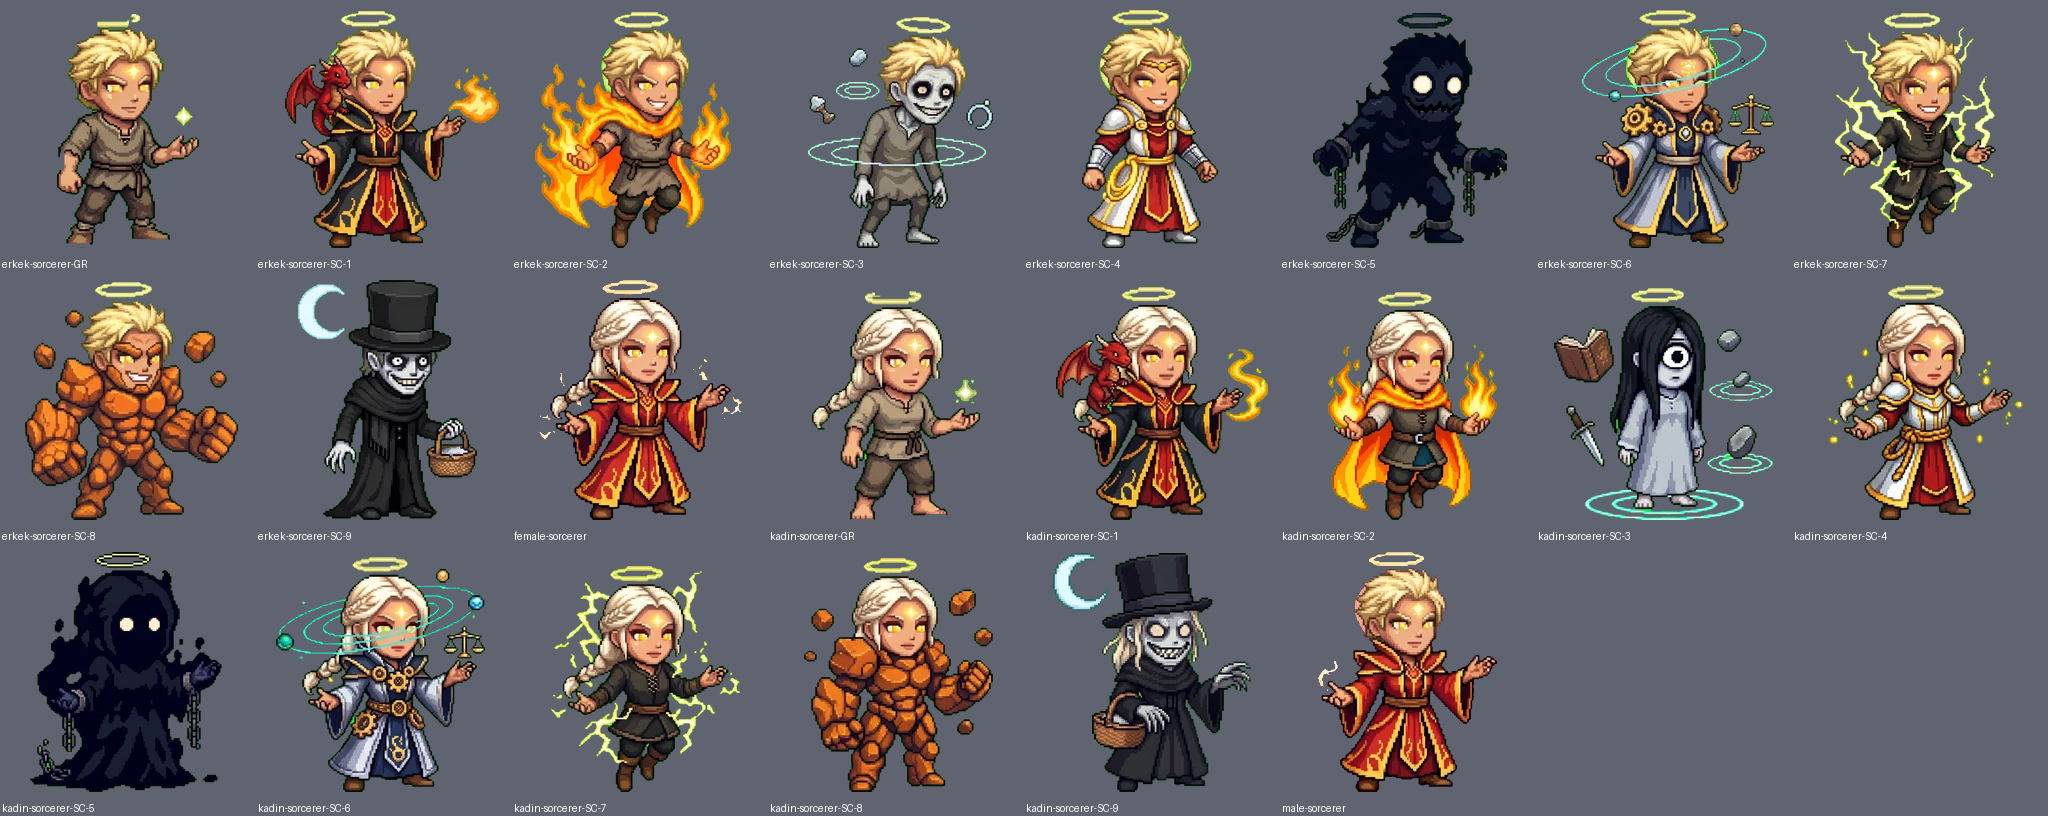 erkek-sorcerer-GR
erkek-sorcerer-SC-1
erkek-sorcerer-SC-2
erkek-sorcerer-SC-3
erkek-sorcerer-SC-4
erkek-sorcerer-SC-5
erkek-sorcerer-SC-6
erkek-sorcerer-SC-7
erkek-sorcerer-SC-8
erkek-sorcerer-SC-9
female-sorcerer
kadin-sorcerer-GR
kadin-sorcerer-SC-1
kadin-sorcerer-SC-2
kadin-sorcerer-SC-3
kadin-sorcerer-SC-4
kadin-sorcerer-SC-5
kadin-sorcerer-SC-6
kadin-sorcerer-SC-7
kadin-sorcerer-SC-8
kadin-sorcerer-SC-9
male-sorcerer